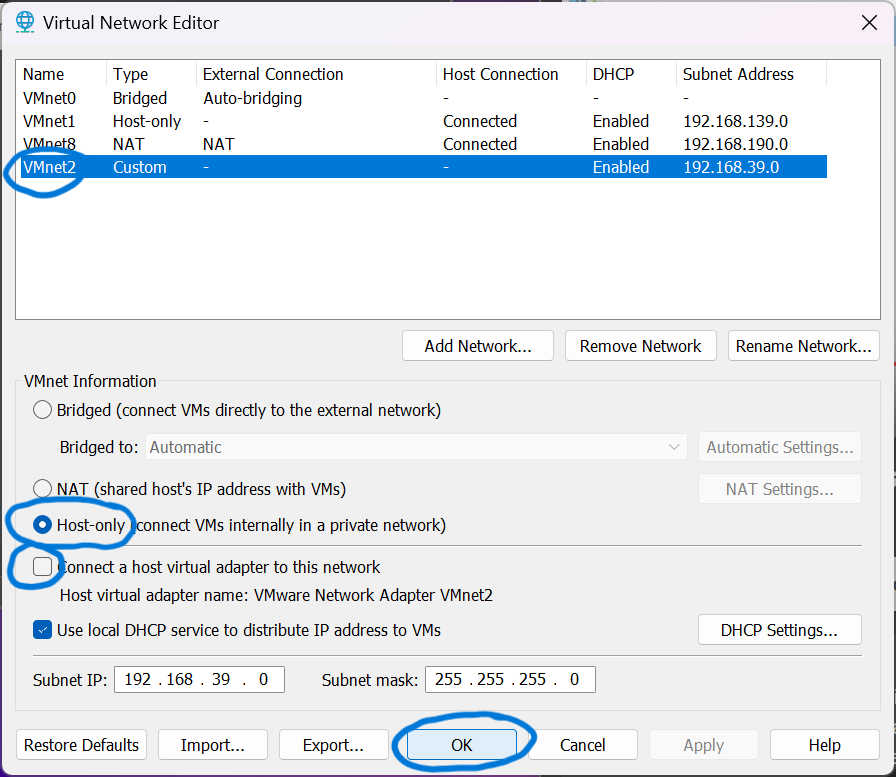 Virtual Network Editor
Name Type External Connection Host Connection DHCP Subnet Address
VMnet0 Bridged Auto-bridging - - -
VMnet1 Host-only - Connected Enabled 192.168.139.0
VMnet8 NAT NAT Connected Enabled 192.168.190.0
VMnet2 Custom - - Enabled 192.168.39.0
Add Network... Remove Network Rename Network...
VMnet Information
Bridged (connect VMs directly to the external network)
Bridged to: Automatic Automatic Settings...
NAT (shared host's IP address with VMs) NAT Settings...
Host-only (connect VMs internally in a private network)
Connect a host virtual adapter to this network
Host virtual adapter name: VMware Network Adapter VMnet2
Use local DHCP service to distribute IP address to VMs DHCP Settings...
Subnet IP: 192 . 168 . 39 . 0 Subnet mask: 255 . 255 . 255 . 0
Restore Defaults Import... Export... OK Cancel Apply Help